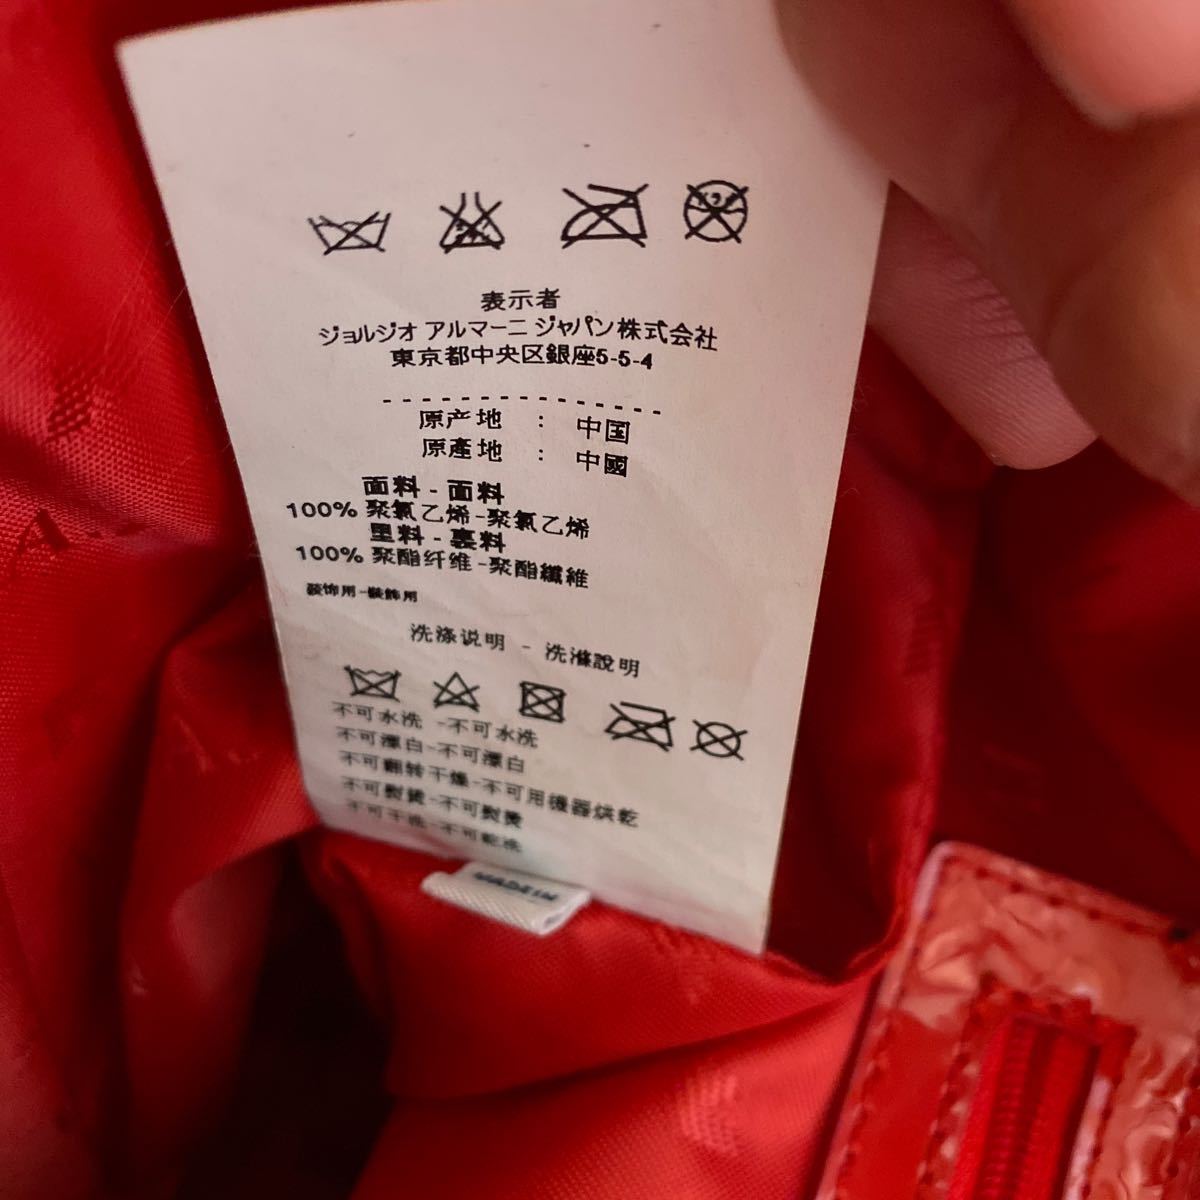 表示者
ジョルジオ アルマーニ ジャパン株式会社
東京都中央区銀座5-5-4
原产地 : 中国
原產地 : 中國
面料 - 面料
100% 聚氯乙烯-聚氯乙烯
里料 - 裏料
100% 聚酯纤维-聚酯纖維
装饰用-裝飾用
洗涤说明 - 洗滌說明
不可水洗 -不可水洗
不可漂白-不可漂白
不可翻转干燥-不可用機器烘乾
不可熨烫-不可熨燙
不可干洗-不可乾洗
MADE IN